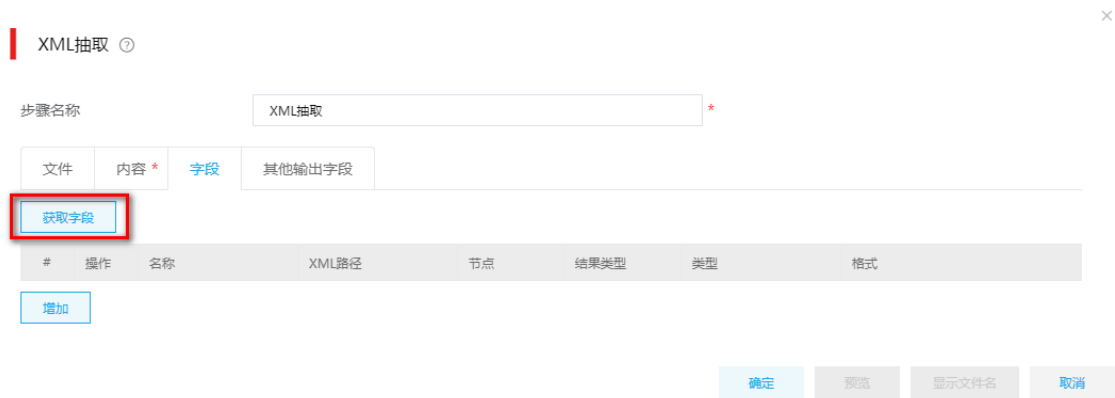 ×
XML抽取 ?
步骤名称 XML抽取 *
文件 内容 * 字段 其他输出字段
获取字段
# 操作 名称 XML路径 节点 结果类型 类型 格式
增加
确定 预览 显示文件名 取消